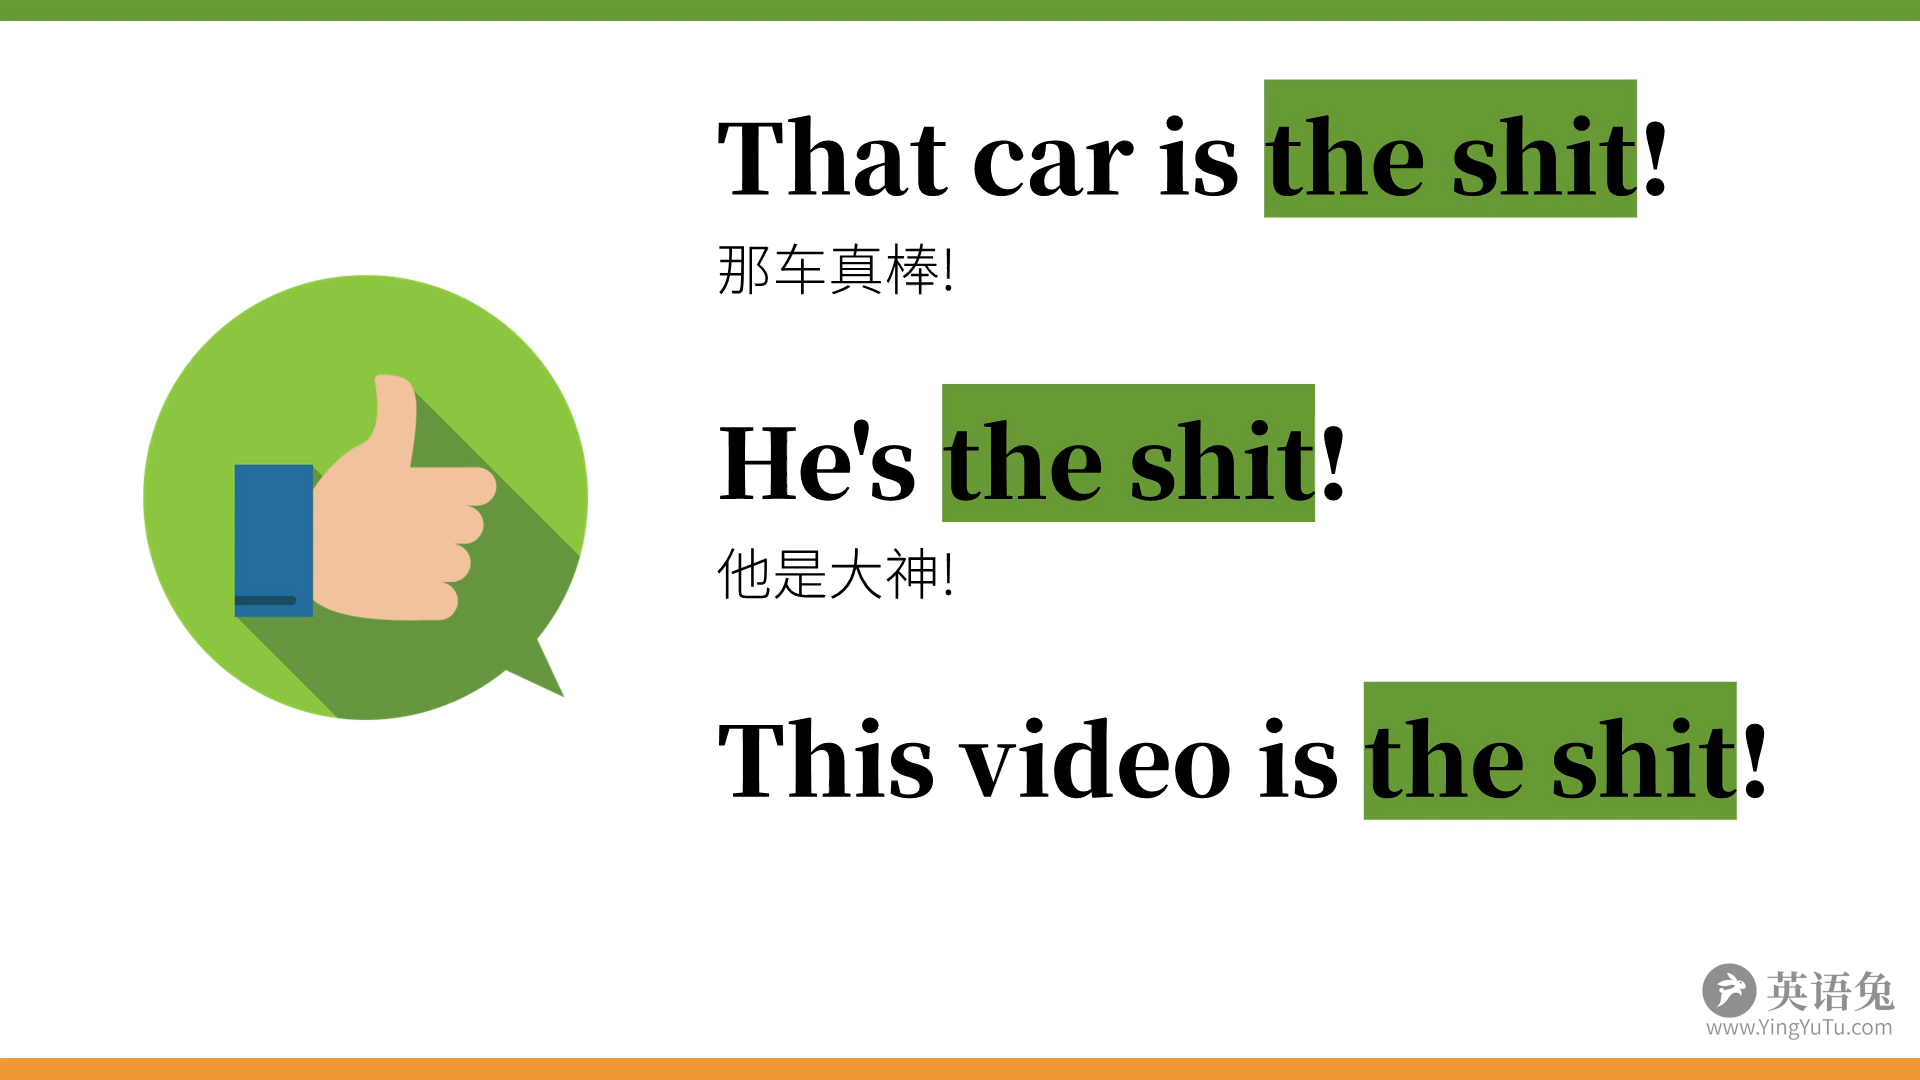 That car is the shit!
那车真棒!
He's the shit!
他是大神!
This video is the shit!
英语兔
www.YingYuTu.com